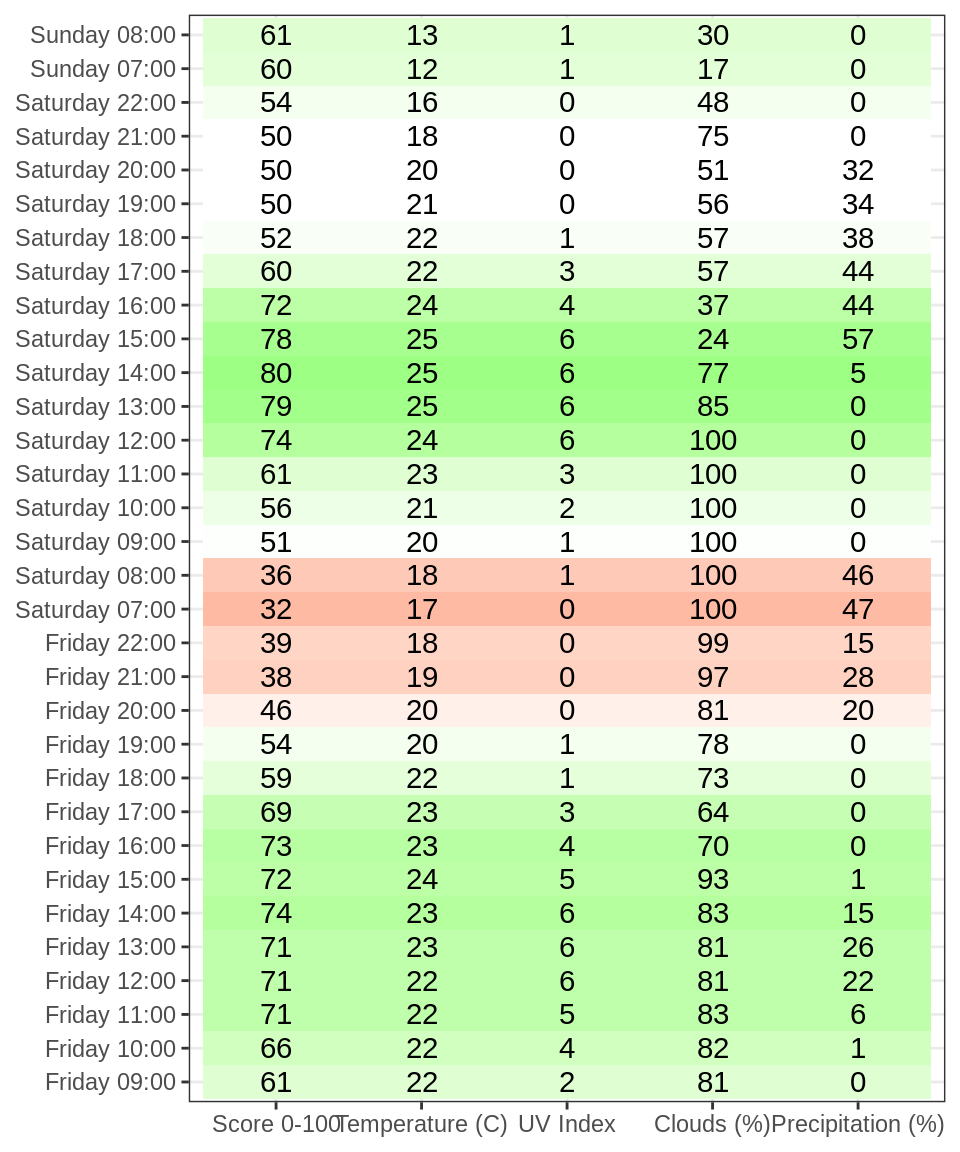 Sunday 08:00 61 13 1 30 0
Sunday 07:00 60 12 1 17 0
Saturday 22:00 54 16 0 48 0
Saturday 21:00 50 18 0 75 0
Saturday 20:00 50 20 0 51 32
Saturday 19:00 50 21 0 56 34
Saturday 18:00 52 22 1 57 38
Saturday 17:00 60 22 3 57 44
Saturday 16:00 72 24 4 37 44
Saturday 15:00 78 25 6 24 57
Saturday 14:00 80 25 6 77 5
Saturday 13:00 79 25 6 85 0
Saturday 12:00 74 24 6 100 0
Saturday 11:00 61 23 3 100 0
Saturday 10:00 56 21 2 100 0
Saturday 09:00 51 20 1 100 0
Saturday 08:00 36 18 1 100 46
Saturday 07:00 32 17 0 100 47
Friday 22:00 39 18 0 99 15
Friday 21:00 38 19 0 97 28
Friday 20:00 46 20 0 81 20
Friday 19:00 54 20 1 78 0
Friday 18:00 59 22 1 73 0
Friday 17:00 69 23 3 64 0
Friday 16:00 73 23 4 70 0
Friday 15:00 72 24 5 93 1
Friday 14:00 74 23 6 83 15
Friday 13:00 71 23 6 81 26
Friday 12:00 71 22 6 81 22
Friday 11:00 71 22 5 83 6
Friday 10:00 66 22 4 82 1
Friday 09:00 61 22 2 81 0
Score 0-100 Temperature (C) UV Index Clouds (%) Precipitation (%)